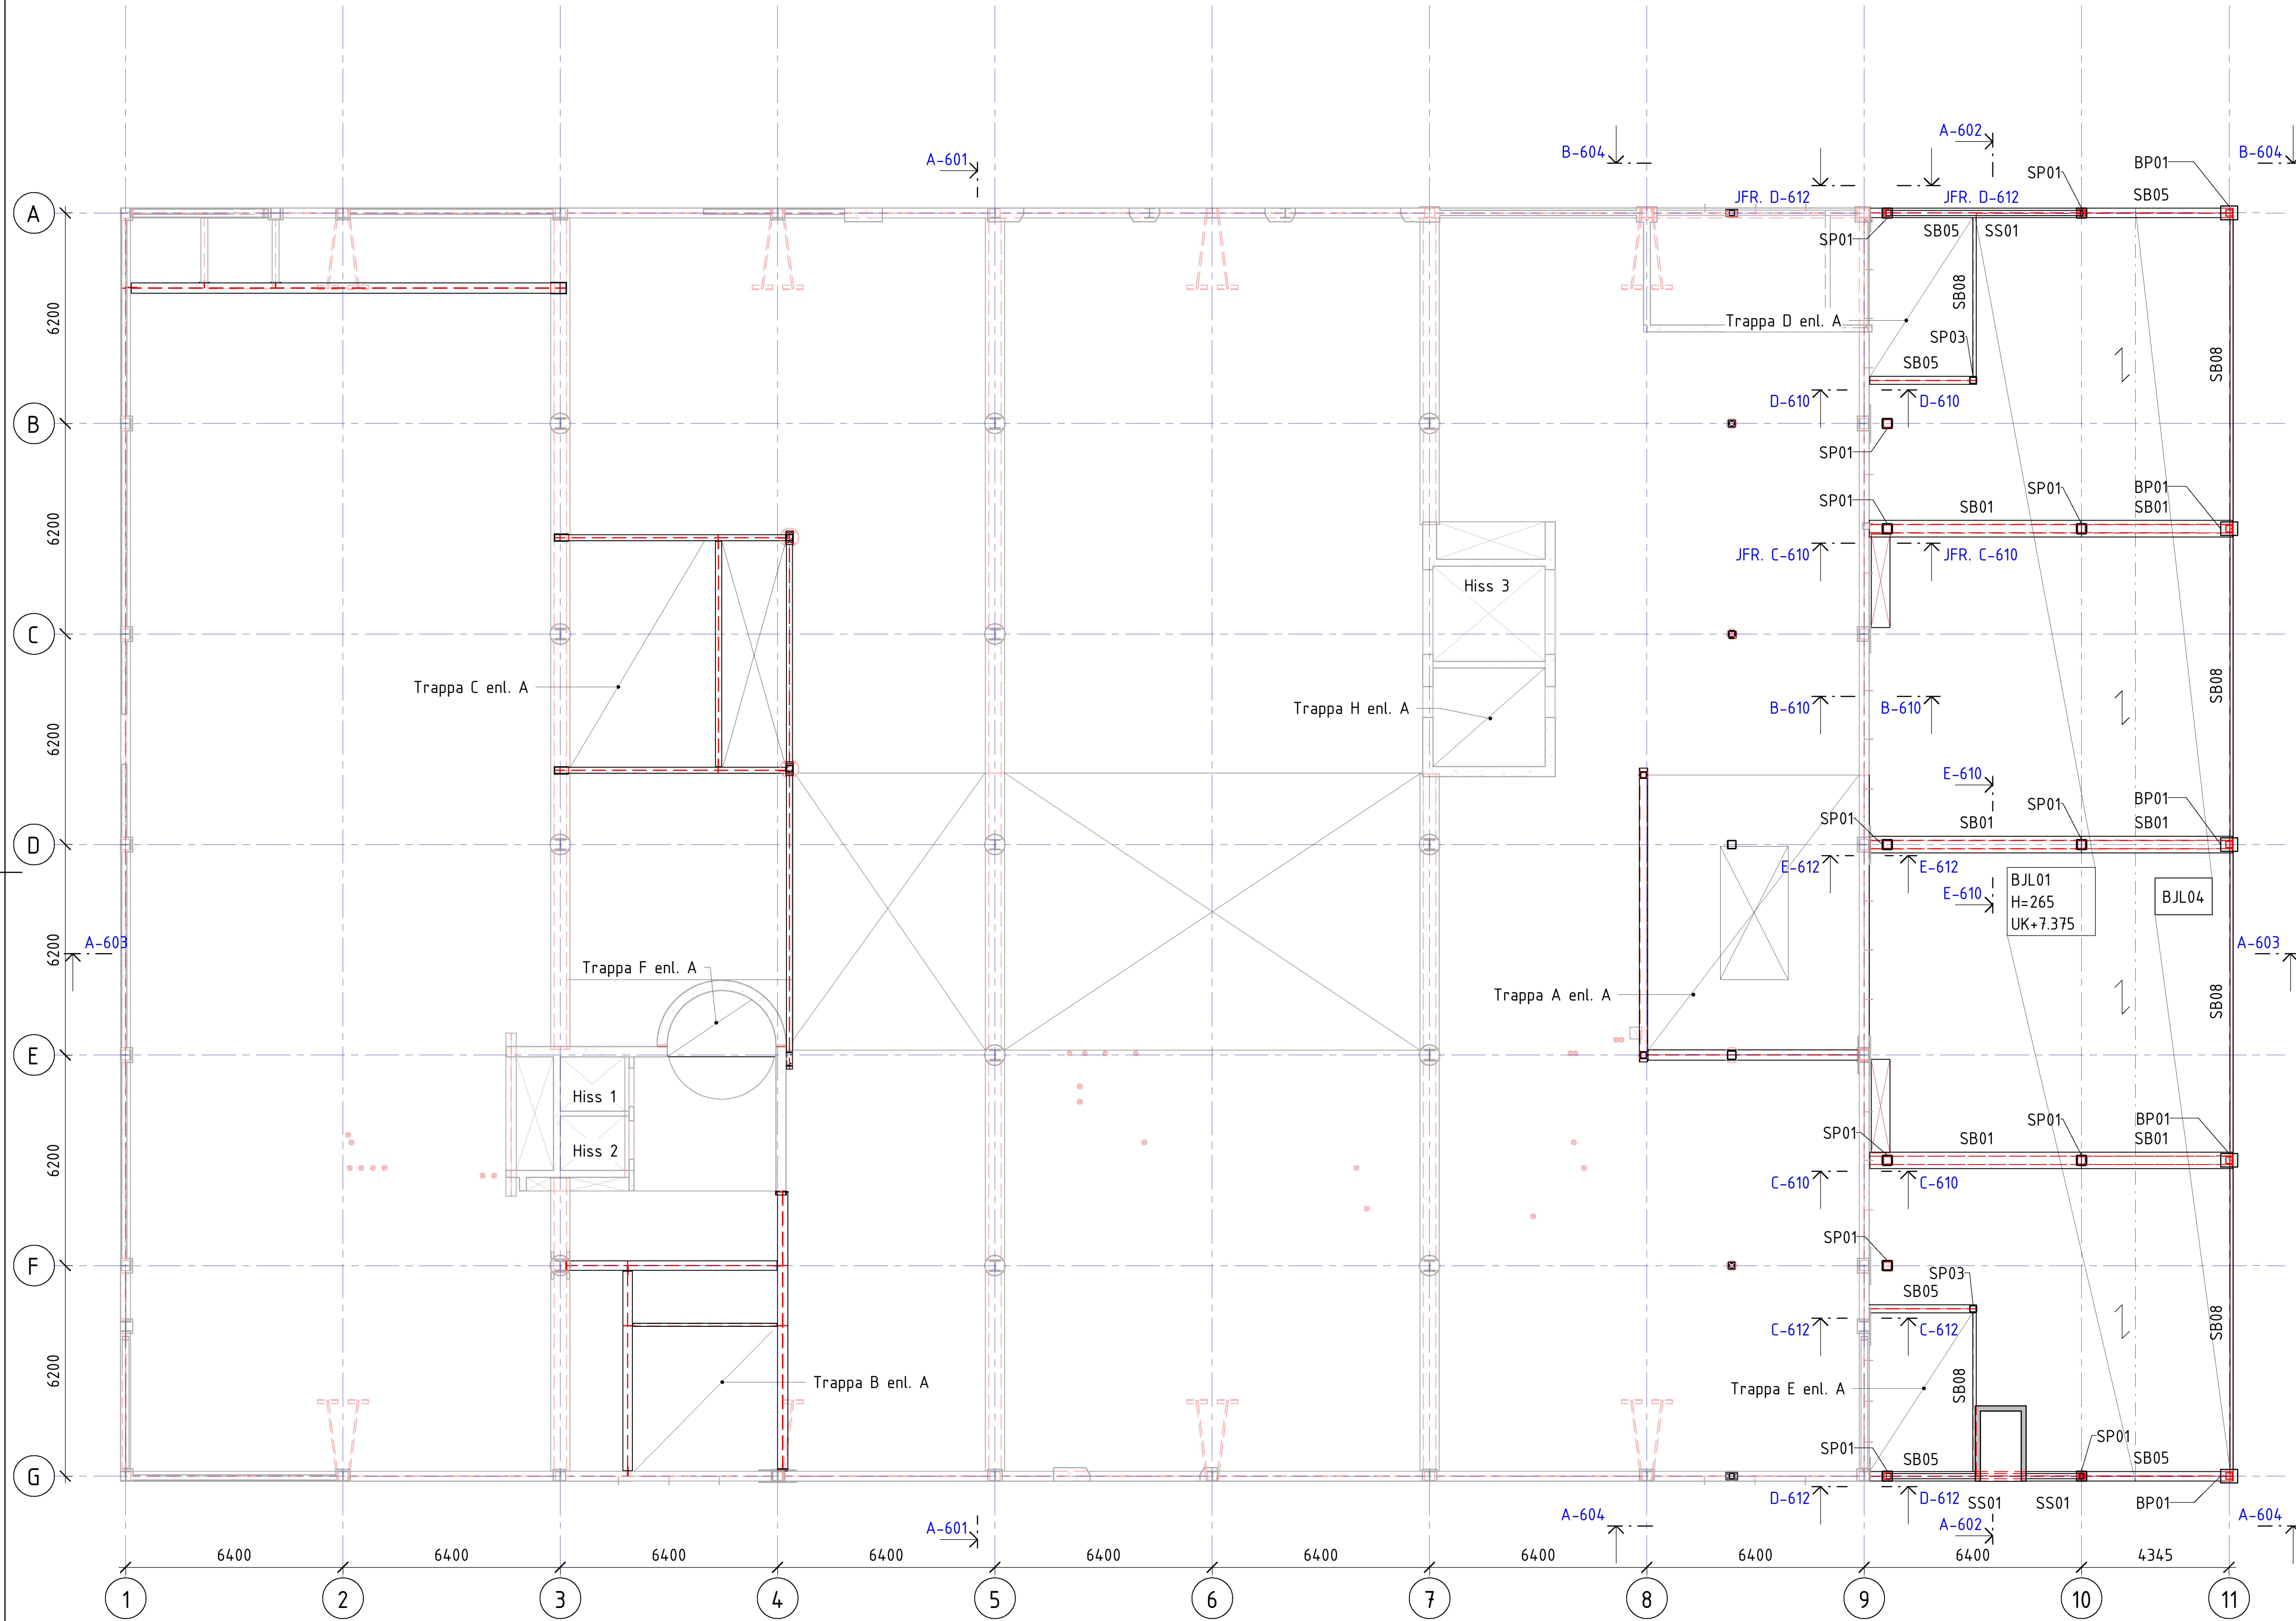 A-602
A-601
B-604
BP01
B-604
SP01
JFR. D-612
JFR. D-612
SB05
A
SP01
SB05
SS01
SB08
6200
Trappa D enl. A
SP03
SB05
SB08
D-610
D-610
B
SP01
SP01
SP01
BP01
SB01
SB01
6200
JFR. C-610
JFR. C-610
Hiss 3
C
Trappa C enl. A
SB08
Trappa H enl. A
B-610
B-610
6200
E-610
SP01
BP01
SP01
SB01
SB01
D
E-612
E-612
BJL01
H=265
UK+7.375
E-610
BJL04
6200
A-603
A-603
Trappa F enl. A
Trappa A enl. A
SB08
E
Hiss 1
Hiss 2
SP01
BP01
SP01
SB01
SB01
6200
C-610
C-610
SP01
F
SP03
SB05
C-612
C-612
SB08
6200
Trappa B enl. A
Trappa E enl. A
SB08
SP01
SP01
SB05
SB05
G
D-612
D-612
SS01
SS01
BP01
A-601
A-604
A-602
A-604
6400
6400
6400
6400
6400
6400
6400
6400
6400
4345
1
2
3
4
5
6
7
8
9
10
11